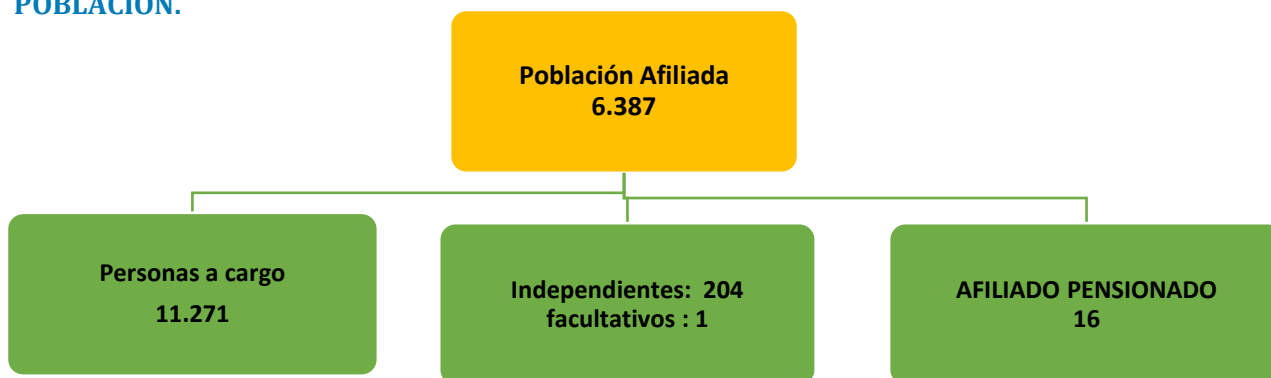 POBLACIÓN.
Población Afiliada
6.387
Personas a cargo
11.271
Independientes: 204
facultativos : 1
AFILIADO PENSIONADO
16